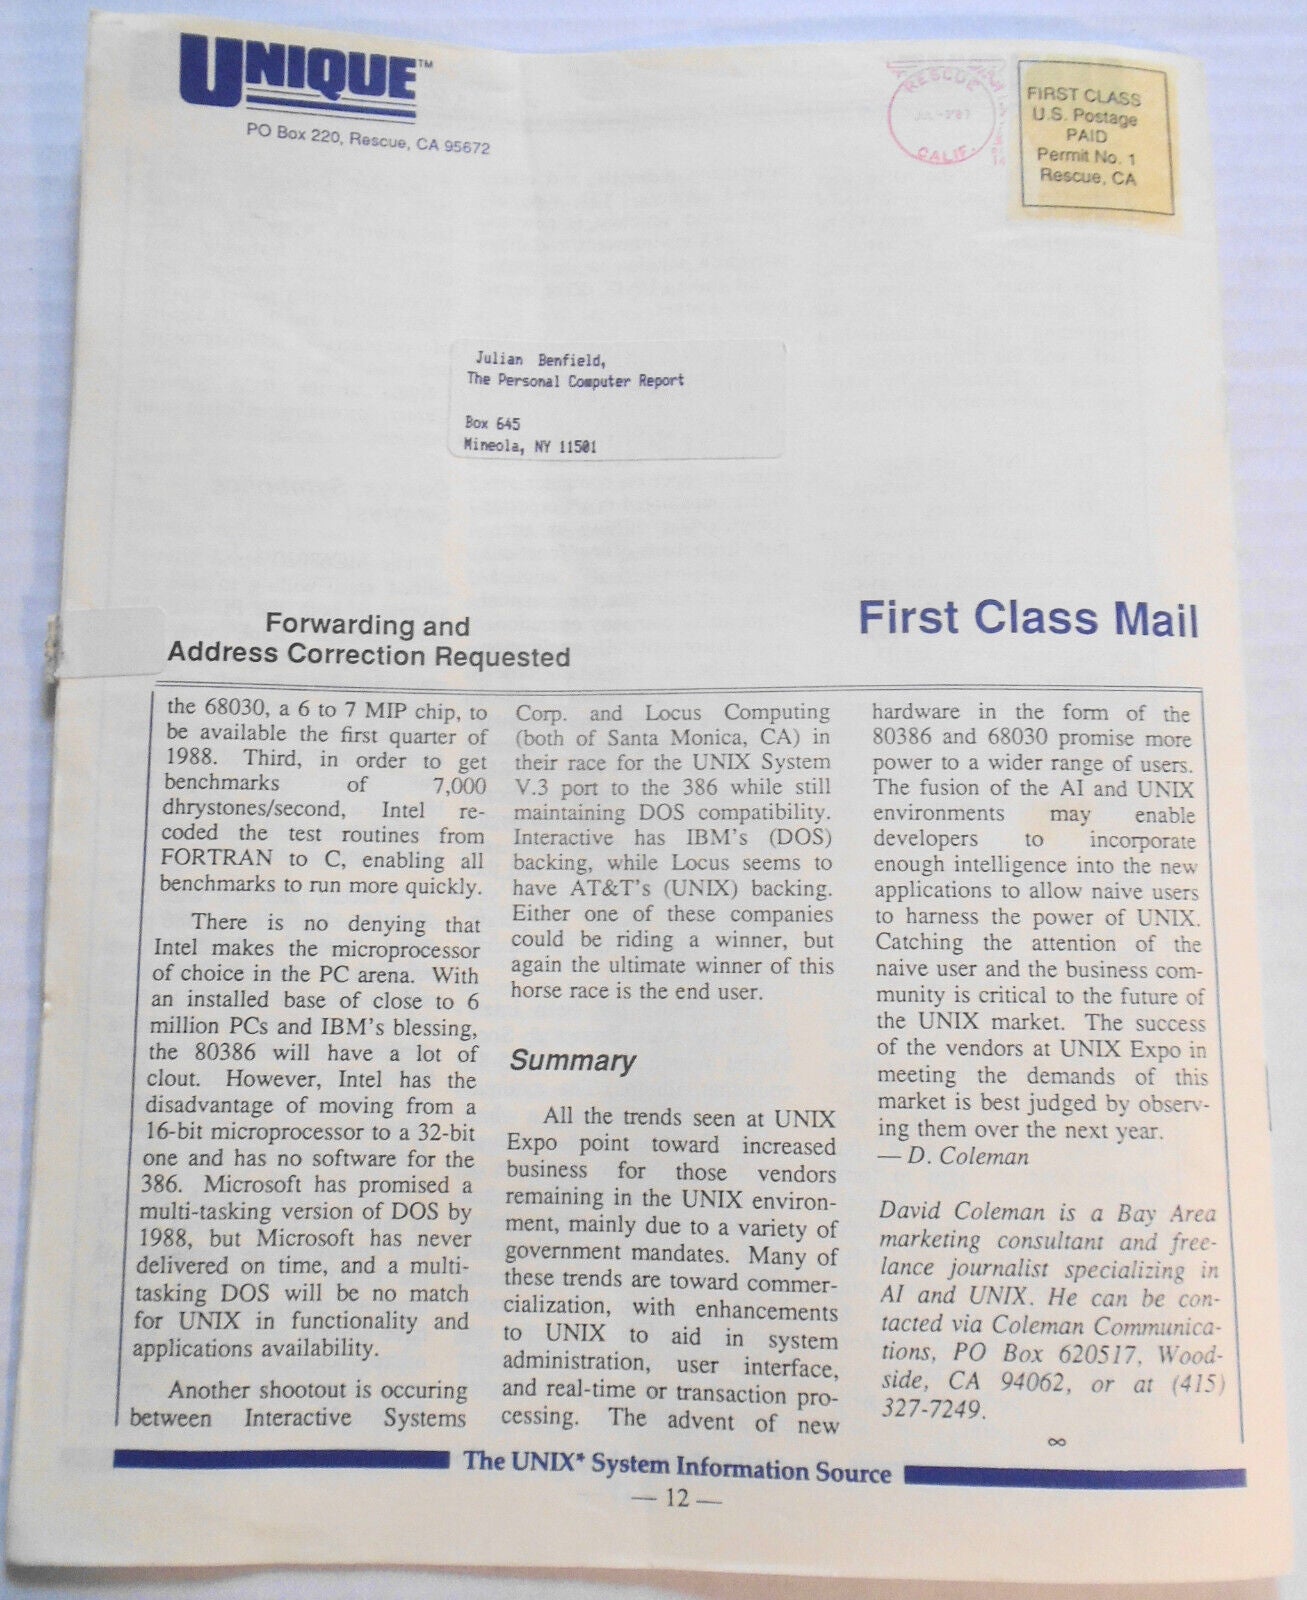 UNIQUE™
PO Box 220, Rescue, CA 95672
RESCUE
CALIF.
FIRST CLASS
U.S. Postage
PAID
Permit No. 1
Rescue, CA
Julian Benfield,
The Personal Computer Report
Box 645
Mineola, NY 11501
Forwarding and
Address Correction Requested
First Class Mail
the 68030, a 6 to 7 MIP chip, to
be available the first quarter of
1988. Third, in order to get
benchmarks of 7,000
dhrystones/second, Intel re-
coded the test routines from
FORTRAN to C, enabling all
benchmarks to run more quickly.
There is no denying that
Intel makes the microprocessor
of choice in the PC arena. With
an installed base of close to 6
million PCs and IBM's blessing,
the 80386 will have a lot of
clout. However, Intel has the
disadvantage of moving from a
16-bit microprocessor to a 32-bit
one and has no software for the
386. Microsoft has promised a
multi-tasking version of DOS by
1988, but Microsoft has never
delivered on time, and a multi-
tasking DOS will be no match
for UNIX in functionality and
applications availability.
Another shootout is occuring
between Interactive Systems
Corp. and Locus Computing
(both of Santa Monica, CA) in
their race for the UNIX System
V.3 port to the 386 while still
maintaining DOS compatibility.
Interactive has IBM's (DOS)
backing, while Locus seems to
have AT&T's (UNIX) backing.
Either one of these companies
could be riding a winner, but
again the ultimate winner of this
horse race is the end user.
Summary
All the trends seen at UNIX
Expo point toward increased
business for those vendors
remaining in the UNIX environ-
ment, mainly due to a variety of
government mandates. Many of
these trends are toward commer-
cialization, with enhancements
to UNIX to aid in system
administration, user interface,
and real-time or transaction pro-
cessing. The advent of new
hardware in the form of the
80386 and 68030 promise more
power to a wider range of users.
The fusion of the AI and UNIX
environments may enable
developers to incorporate
enough intelligence into the new
applications to allow naive users
to harness the power of UNIX.
Catching the attention of the
naive user and the business com-
munity is critical to the future of
the UNIX market. The success
of the vendors at UNIX Expo in
meeting the demands of this
market is best judged by observ-
ing them over the next year.
— D. Coleman
David Coleman is a Bay Area
marketing consultant and free-
lance journalist specializing in
AI and UNIX. He can be con-
tacted via Coleman Communica-
tions, PO Box 620517, Wood-
side, CA 94062, or at (415)
327-7249.
∞
The UNIX* System Information Source
— 12 —